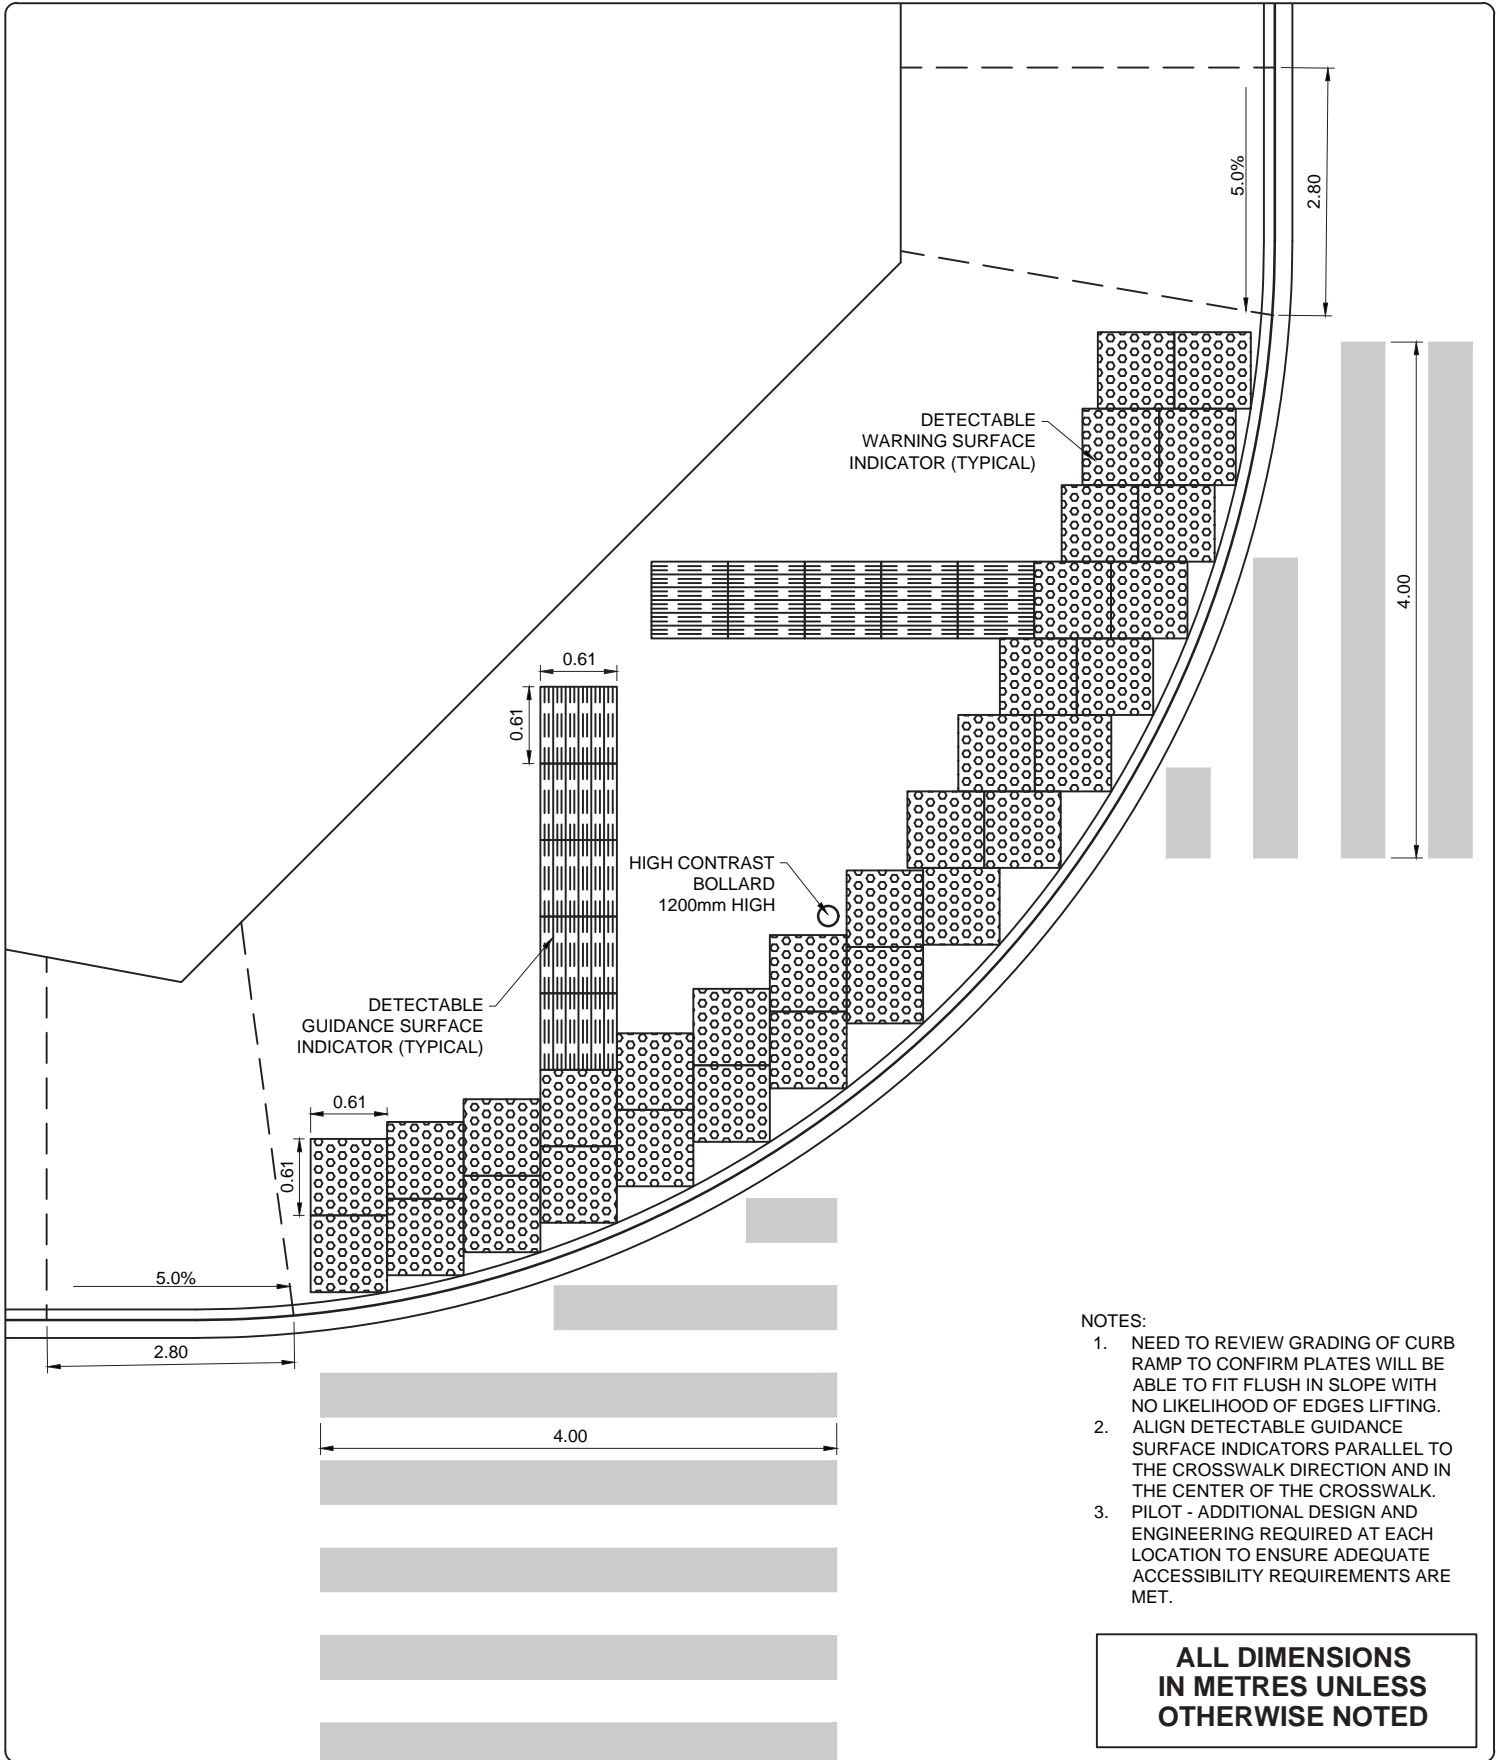 5.0%
2.80
DETECTABLE
WARNING SURFACE
INDICATOR (TYPICAL)
4.00
0.61
0.61
HIGH CONTRAST
BOLLARD
1200mm HIGH
DETECTABLE
GUIDANCE SURFACE
INDICATOR (TYPICAL)
0.61
0.61
5.0%
2.80
4.00
NOTES:
1. NEED TO REVIEW GRADING OF CURB
RAMP TO CONFIRM PLATES WILL BE
ABLE TO FIT FLUSH IN SLOPE WITH
NO LIKELIHOOD OF EDGES LIFTING.
2. ALIGN DETECTABLE GUIDANCE
SURFACE INDICATORS PARALLEL TO
THE CROSSWALK DIRECTION AND IN
THE CENTER OF THE CROSSWALK.
3. PILOT - ADDITIONAL DESIGN AND
ENGINEERING REQUIRED AT EACH
LOCATION TO ENSURE ADEQUATE
ACCESSIBILITY REQUIREMENTS ARE
MET.
ALL DIMENSIONS
IN METRES UNLESS
OTHERWISE NOTED